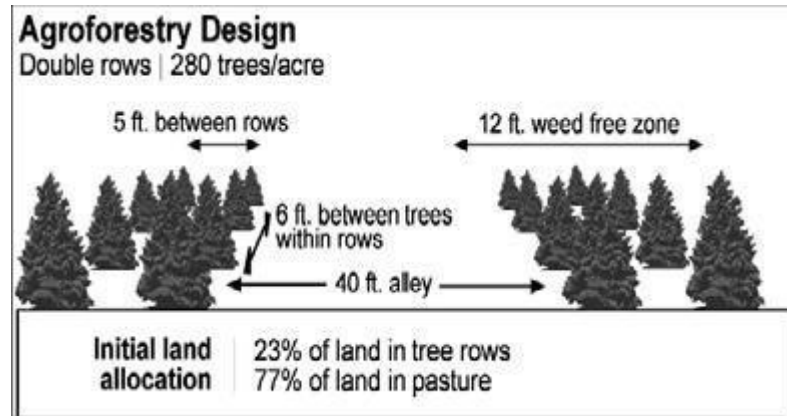 Agroforestry Design
Double rows | 280 trees/acre
5 ft. between rows
12 ft. weed free zone
6 ft. between trees
within rows
40 ft. alley
Initial land
allocation
23% of land in tree rows
77% of land in pasture